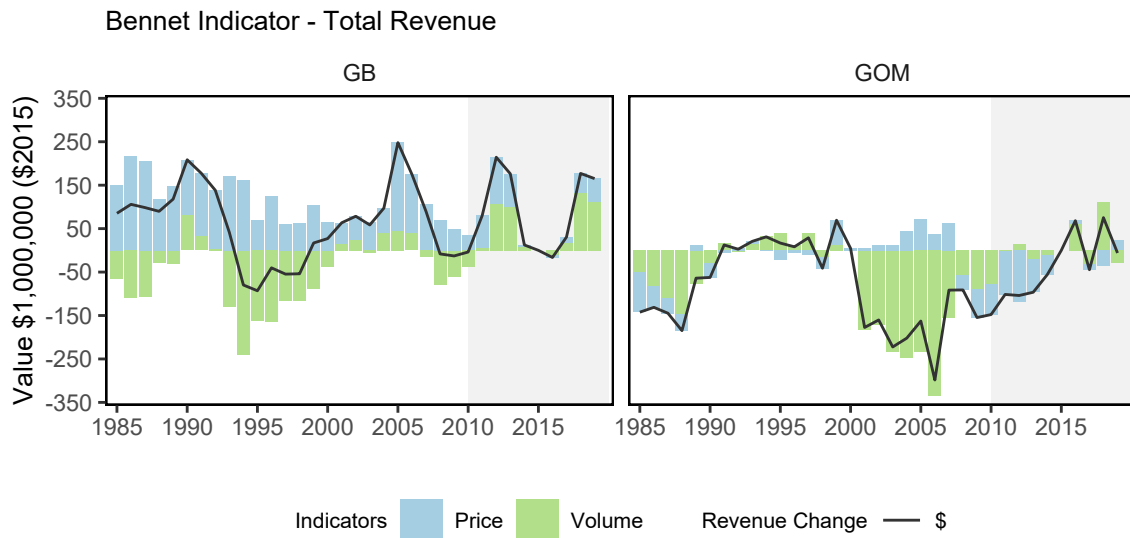 Bennet Indicator - Total Revenue
GB GOM
Value $1,000,000 ($2015)
350
250
150
50
-50
-150
-250
-350
1985 1990 1995 2000 2005 2010 2015 1985 1990 1995 2000 2005 2010 2015
Indicators Price Volume Revenue Change $